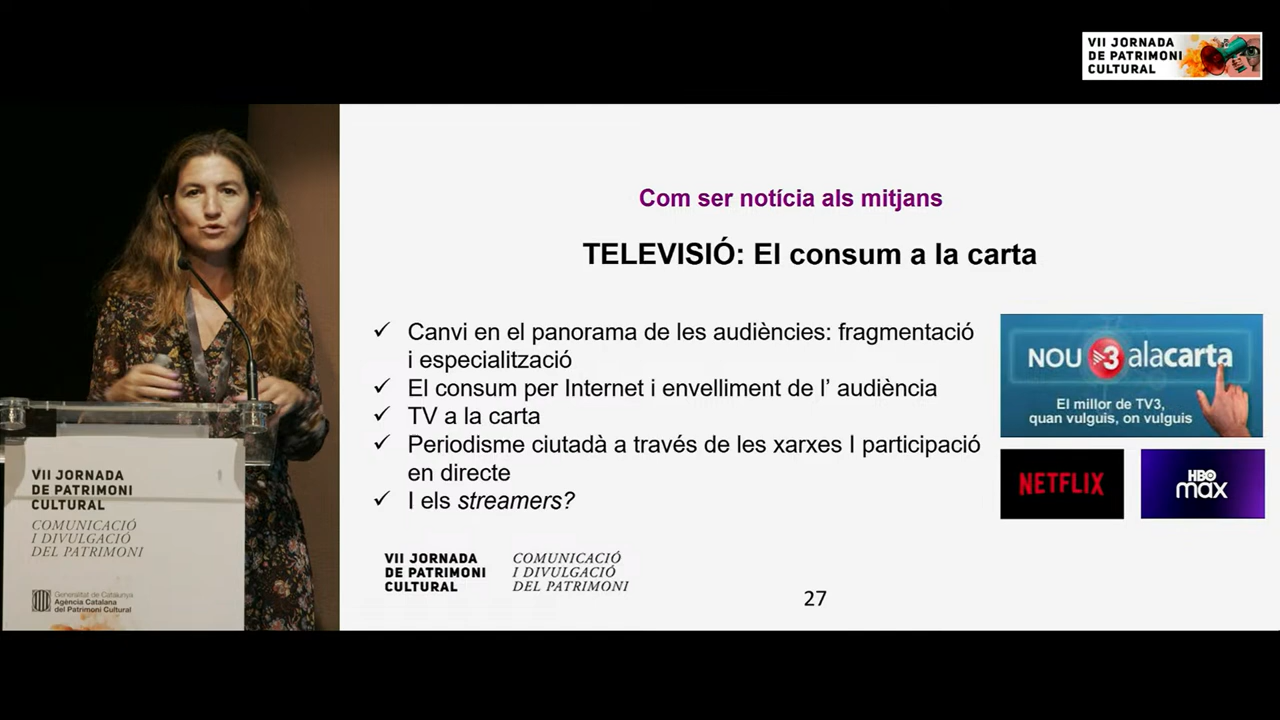 VII JORNADA
DE PATRIMONI
CULTURAL
Com ser notícia als mitjans
TELEVISIÓ: El consum a la carta
✓ Canvi en el panorama de les audiències: fragmentació
i especialització
✓ El consum per Internet i envelliment de l’ audiència
✓ TV a la carta
✓ Periodisme ciutadà a través de les xarxes I participació
en directe
✓ I els streamers?
NOU 3 alacarta
El millor de TV3,
quan vulguis, on vulguis
NETFLIX
HBO
max
VII JORNADA
DE PATRIMONI
CULTURAL
COMUNICACIÓ
I DIVULGACIÓ
DEL PATRIMONI
27
VII JORNADA
DE PATRIMONI
CULTURAL
COMUNICACIÓ
I DIVULGACIÓ
DEL PATRIMONI
Generalitat de Catalunya
Agència Catalana
del Patrimoni Cultural